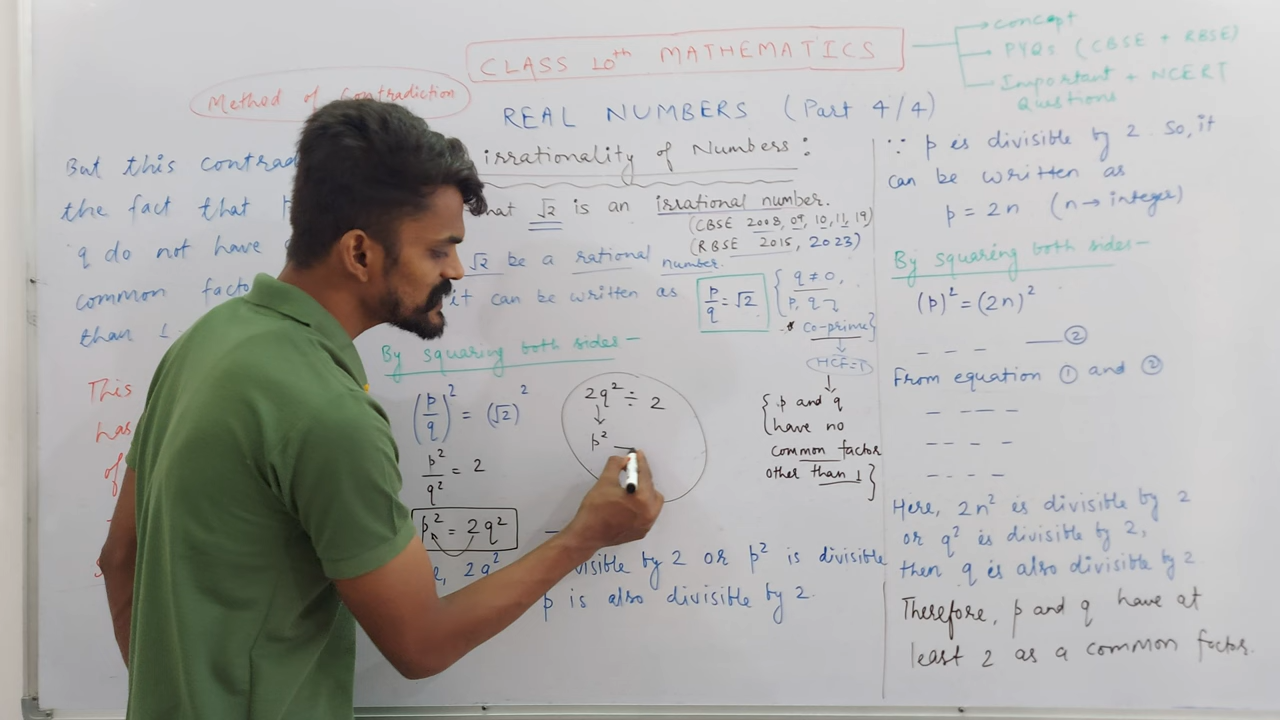 CLASS 10th MATHEMATICS
concept
PYQs (CBSE + RBSE)
Important + NCERT
Questions
Method of Contradiction
REAL NUMBERS (Part 4/4)
irrationality of Numbers:
that √2 is an irrational number.
(CBSE 2008, 09, 10, 11, 19)
(RBSE 2015, 2023)
√2 be a rational number.
it can be written as p/q = √2 { q ≠ 0,
p, q →
Co-prime}
HCF=1
{ p and q
have no
common factor
other than 1 }
By squaring both sides—
(p/q)² = (√2)²
p²/q² = 2
p² = 2q²
2q² ÷ 2
p²
2q²
divisible by 2 or p² is divisible
p is also divisible by 2.
But this contrad
the fact that
q do not have
common facto
than 1
This
has
of
∵ p is divisible by 2. So, it
can be written as
p = 2n (n → integer)
By squaring both sides—
(p)² = (2n)²
_ _ _ — ②
From equation ① and ②
Here, 2n² is divisible by 2
or q² is divisible by 2,
then q is also divisible by 2.
Therefore, p and q have at
least 2 as a common factor.